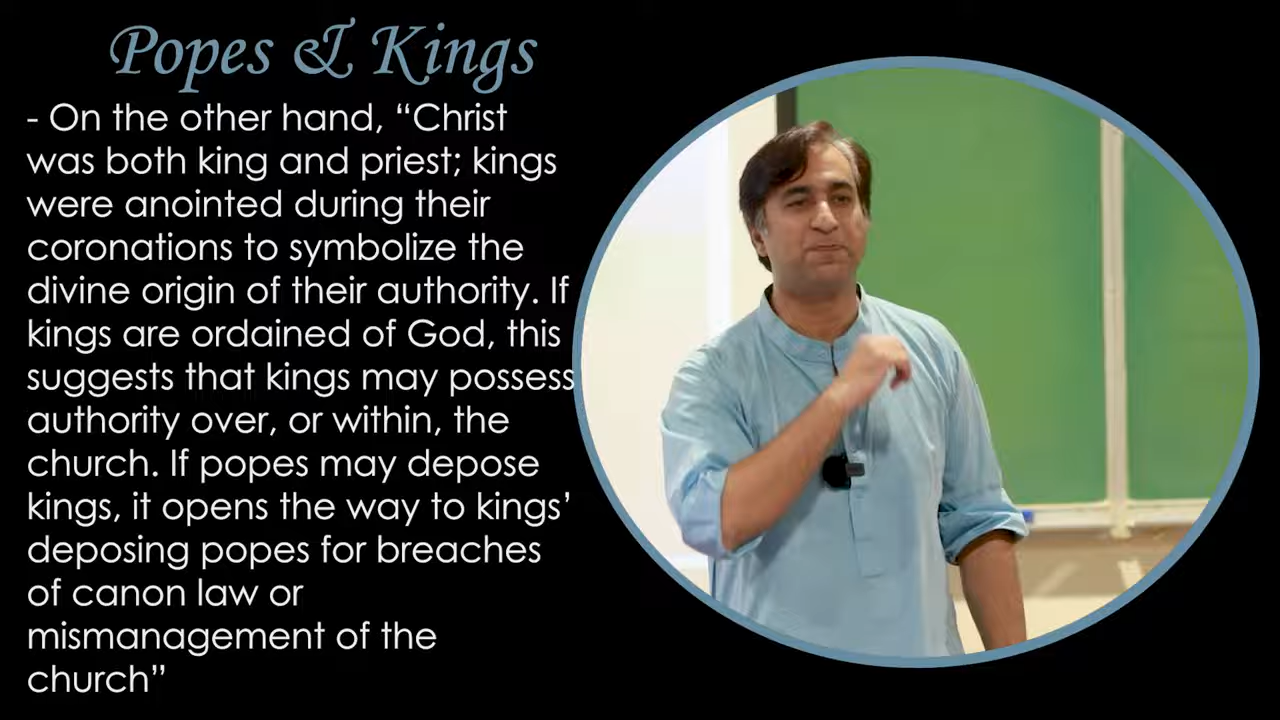 Popes & Kings
- On the other hand, “Christ
was both king and priest; kings
were anointed during their
coronations to symbolize the
divine origin of their authority. If
kings are ordained of God, this
suggests that kings may possess
authority over, or within, the
church. If popes may depose
kings, it opens the way to kings’
deposing popes for breaches
of canon law or
mismanagement of the
church”